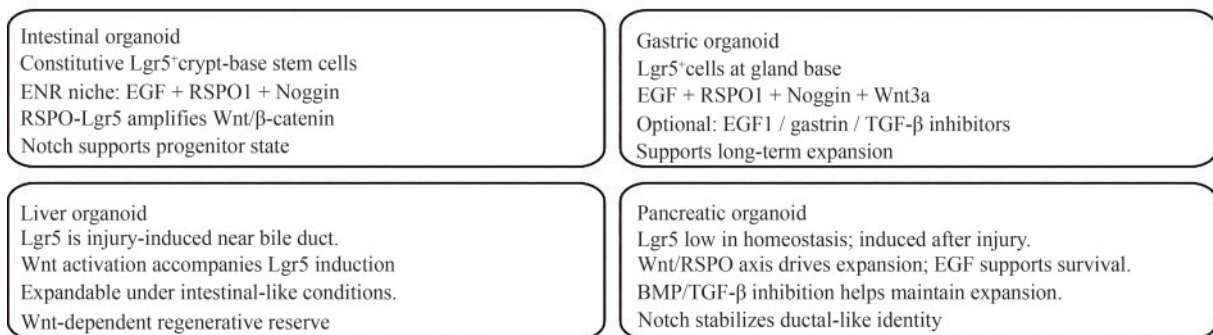 Intestinal organoid
Constitutive Lgr5⁺crypt-base stem cells
ENR niche: EGF + RSPO1 + Noggin
RSPO-Lgr5 amplifies Wnt/β-catenin
Notch supports progenitor state
Gastric organoid
Lgr5⁺cells at gland base
EGF + RSPO1 + Noggin + Wnt3a
Optional: EGF1 / gastrin / TGF-β inhibitors
Supports long-term expansion
Liver organoid
Lgr5 is injury-induced near bile duct.
Wnt activation accompanies Lgr5 induction
Expandable under intestinal-like conditions.
Wnt-dependent regenerative reserve
Pancreatic organoid
Lgr5 low in homeostasis; induced after injury.
Wnt/RSPO axis drives expansion; EGF supports survival.
BMP/TGF-β inhibition helps maintain expansion.
Notch stabilizes ductal-like identity